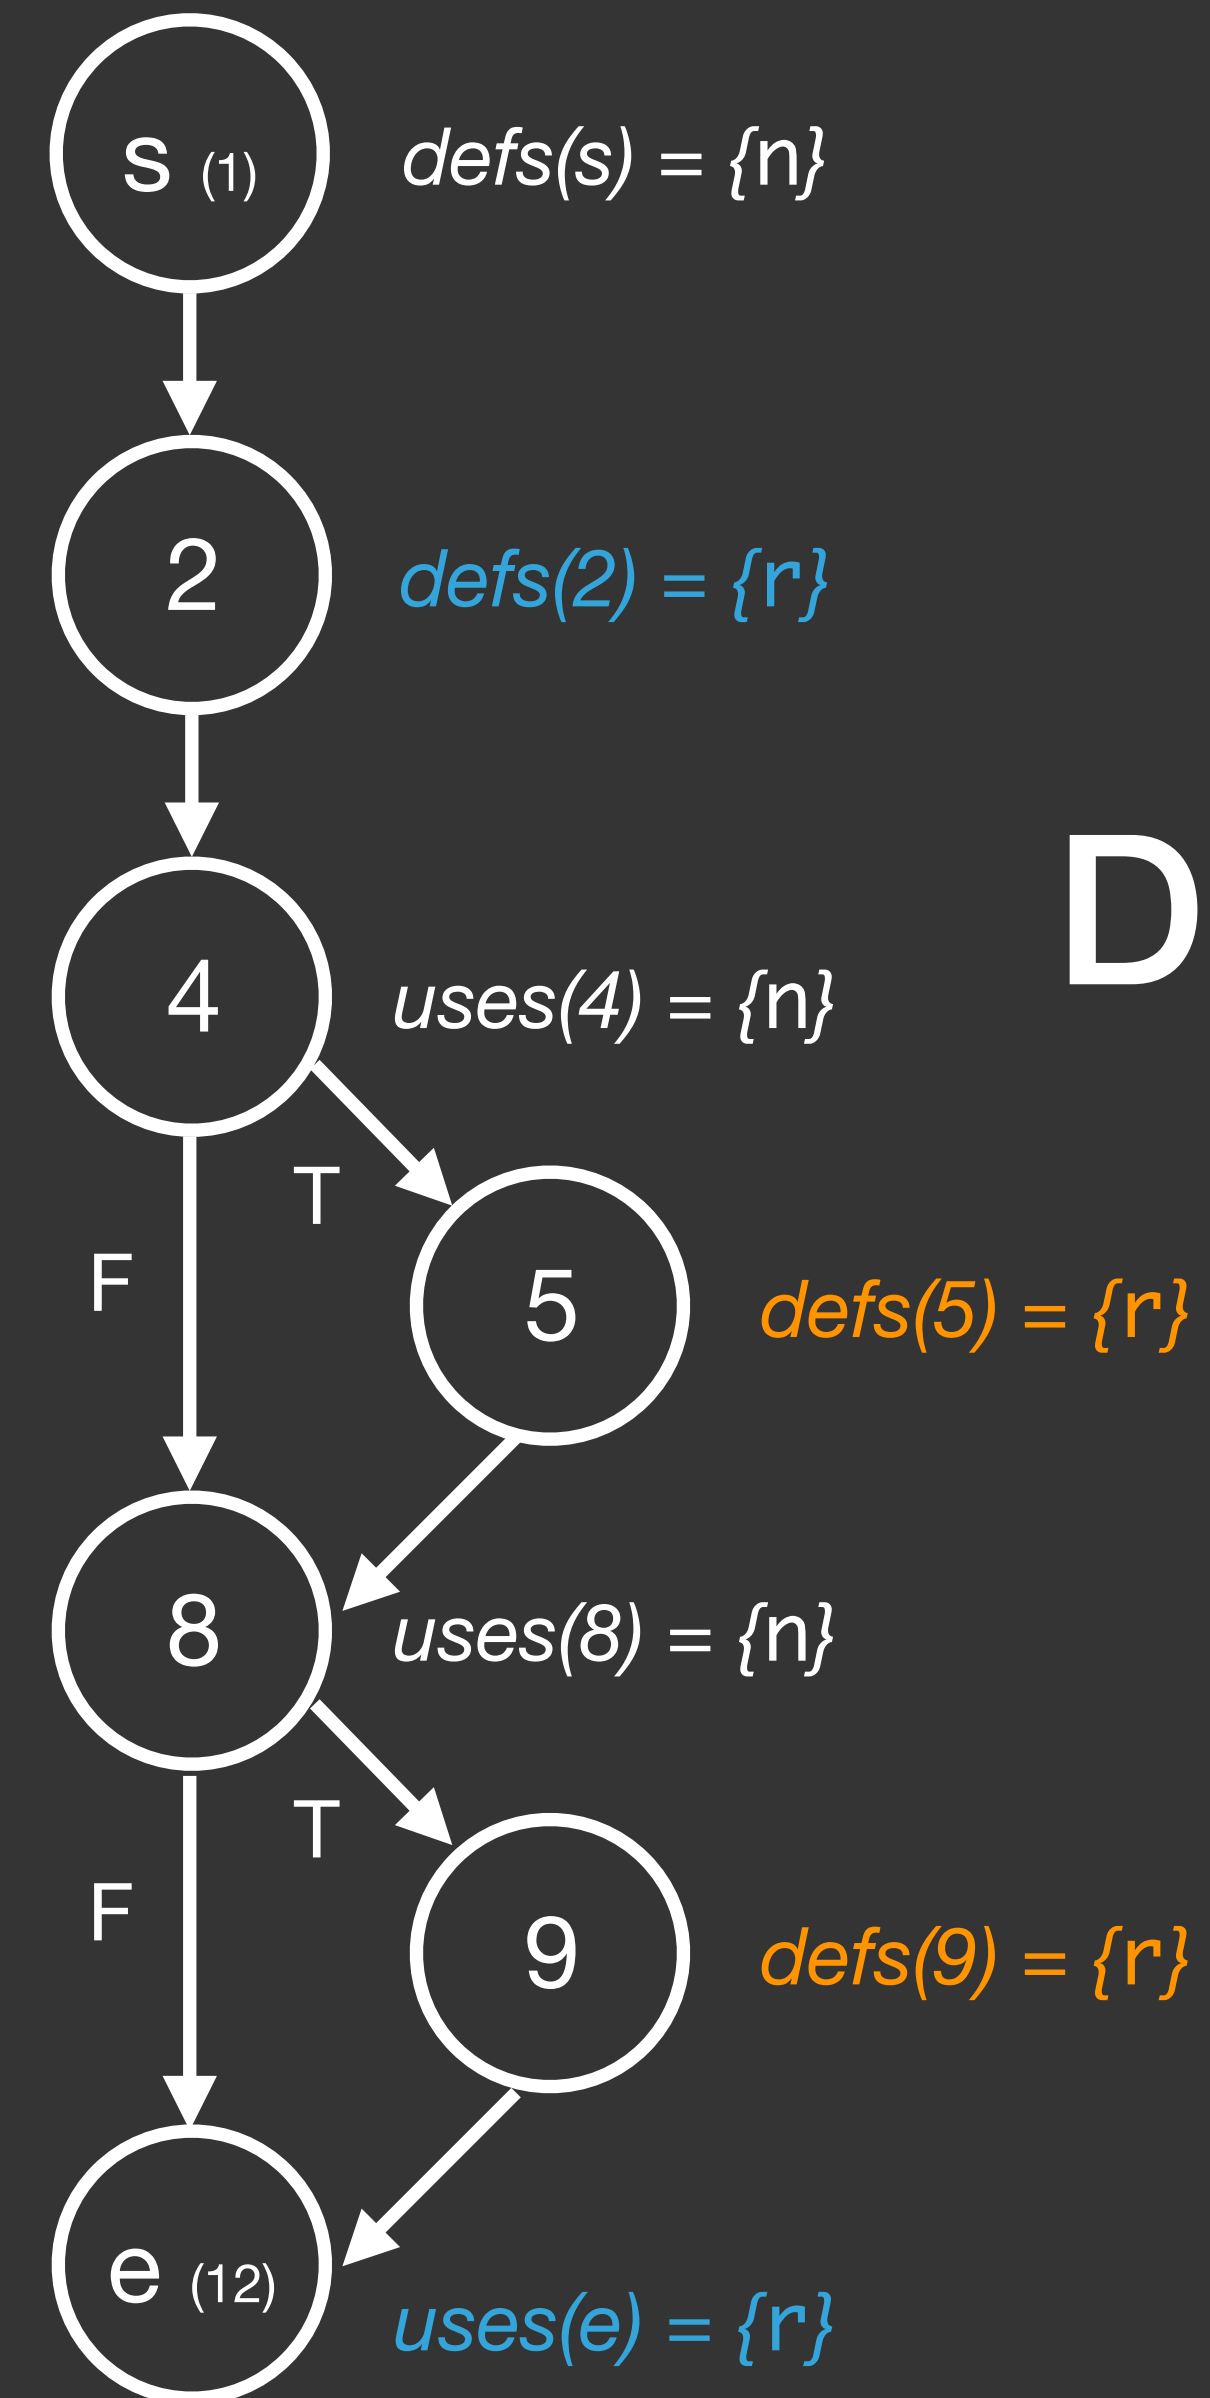 s (1)
defs(s) = {n}
2
defs(2) = {r}
D
4
uses(4) = {n}
T
F
5
defs(5) = {r}
8
uses(8) = {n}
T
F
9
defs(9) = {r}
e (12)
uses(e) = {r}